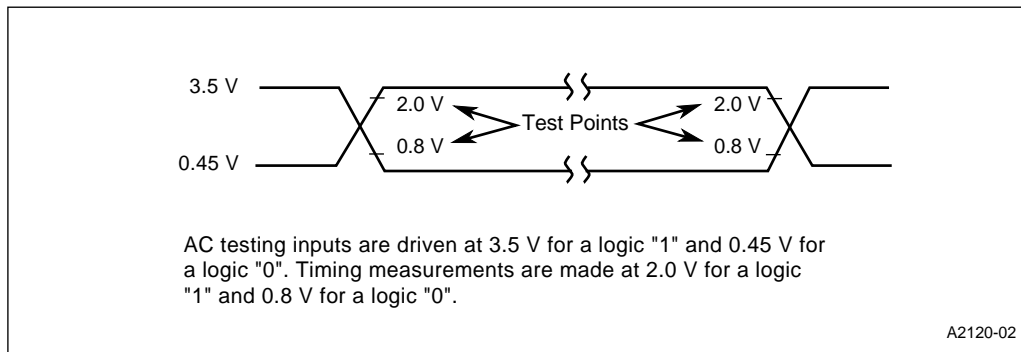 3.5 V
2.0 V 2.0 V
Test Points
0.8 V 0.8 V
0.45 V
AC testing inputs are driven at 3.5 V for a logic "1" and 0.45 V for
a logic "0". Timing measurements are made at 2.0 V for a logic
"1" and 0.8 V for a logic "0".
A2120-02